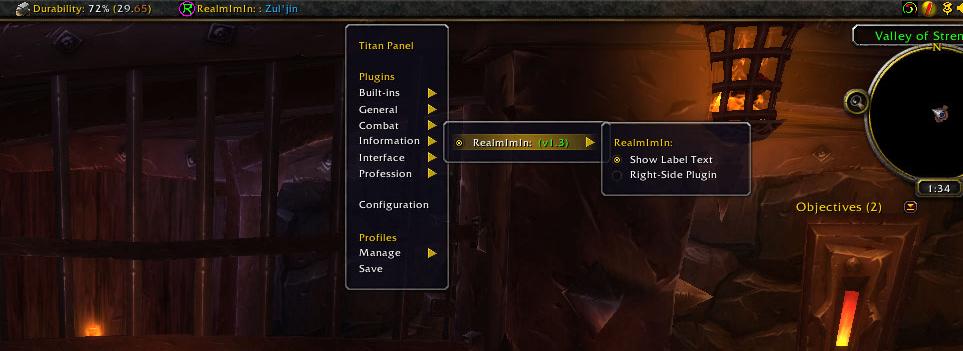 Durability: 72% (29.65) RealmImIn: : Zul'jin
Valley of Stren
N
Titan Panel
Plugins
Built-ins
General
Combat
Information
Interface
Profession
Configuration
Profiles
Manage
Save
RealmImIn: (v1.3)
RealmImIn:
Show Label Text
Right-Side Plugin
1:34
Objectives (2)